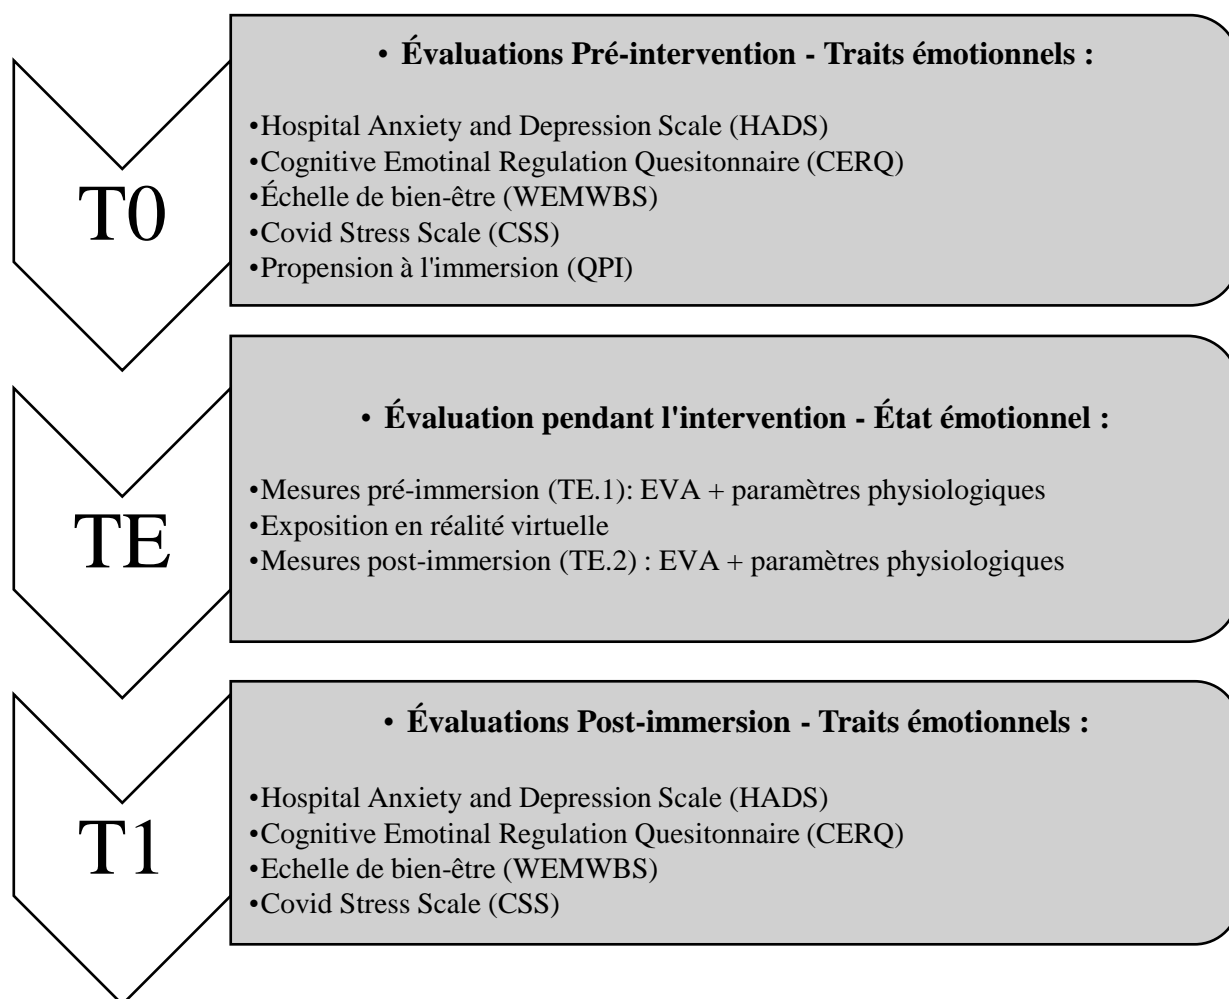 T0
• Évaluations Pré-intervention - Traits émotionnels :
•Hospital Anxiety and Depression Scale (HADS)
•Cognitive Emotinal Regulation Quesitonnaire (CERQ)
•Échelle de bien-être (WEMWBS)
•Covid Stress Scale (CSS)
•Propension à l'immersion (QPI)
TE
• Évaluation pendant l'intervention - État émotionnel :
•Mesures pré-immersion (TE.1): EVA + paramètres physiologiques
•Exposition en réalité virtuelle
•Mesures post-immersion (TE.2) : EVA + paramètres physiologiques
T1
• Évaluations Post-immersion - Traits émotionnels :
•Hospital Anxiety and Depression Scale (HADS)
•Cognitive Emotinal Regulation Quesitonnaire (CERQ)
•Echelle de bien-être (WEMWBS)
•Covid Stress Scale (CSS)